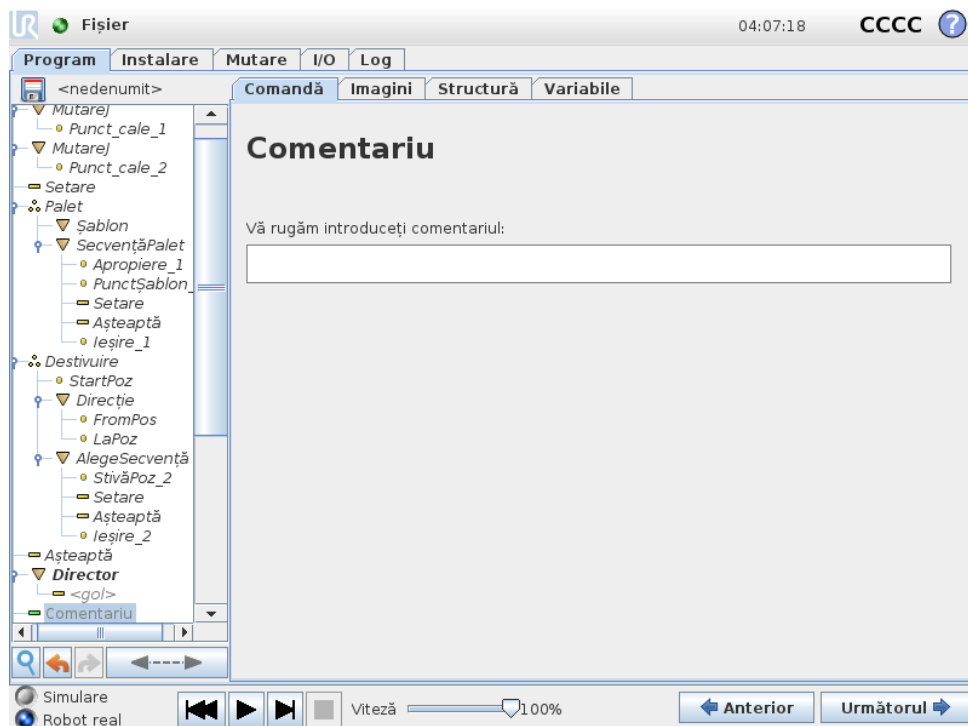 UR Fișier 04:07:18 CCCC ?
Program Instalare Mutare I/O Log
<nedenumit> Comandă Imagini Structură Variabile
MutareJ
Punct_cale_1
MutareJ
Punct_cale_2
Setare
Palet
Șablon
SecvențăPalet
Apropiere_1
PunctȘablon_
Setare
Așteaptă
Ieșire_1
Destivuire
StartPoz
Direcție
FromPos
LaPoz
AlegeSecvență
StivăPoz_2
Setare
Așteaptă
Ieșire_2
Așteaptă
Director
<gol>
Comentariu
Comentariu
Vă rugăm introduceți comentariul:
Simulare
Robot real
Viteză 100%
Anterior Următorul